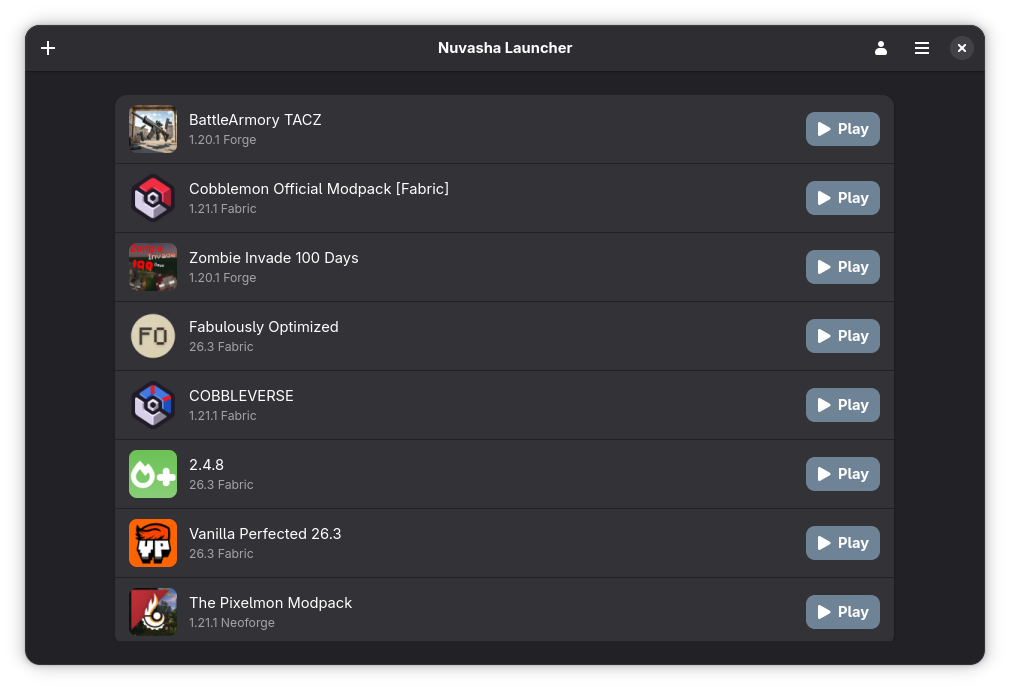 Nuvasha Launcher
BattleArmory TACZ
1.20.1 Forge
Play
Cobblemon Official Modpack [Fabric]
1.21.1 Fabric
Play
Zombie Invade 100 Days
1.20.1 Forge
Play
FO
Fabulously Optimized
26.3 Fabric
Play
COBBLEVERSE
1.21.1 Fabric
Play
2.4.8
26.3 Fabric
Play
VP
Vanilla Perfected 26.3
26.3 Fabric
Play
The Pixelmon Modpack
1.21.1 Neoforge
Play